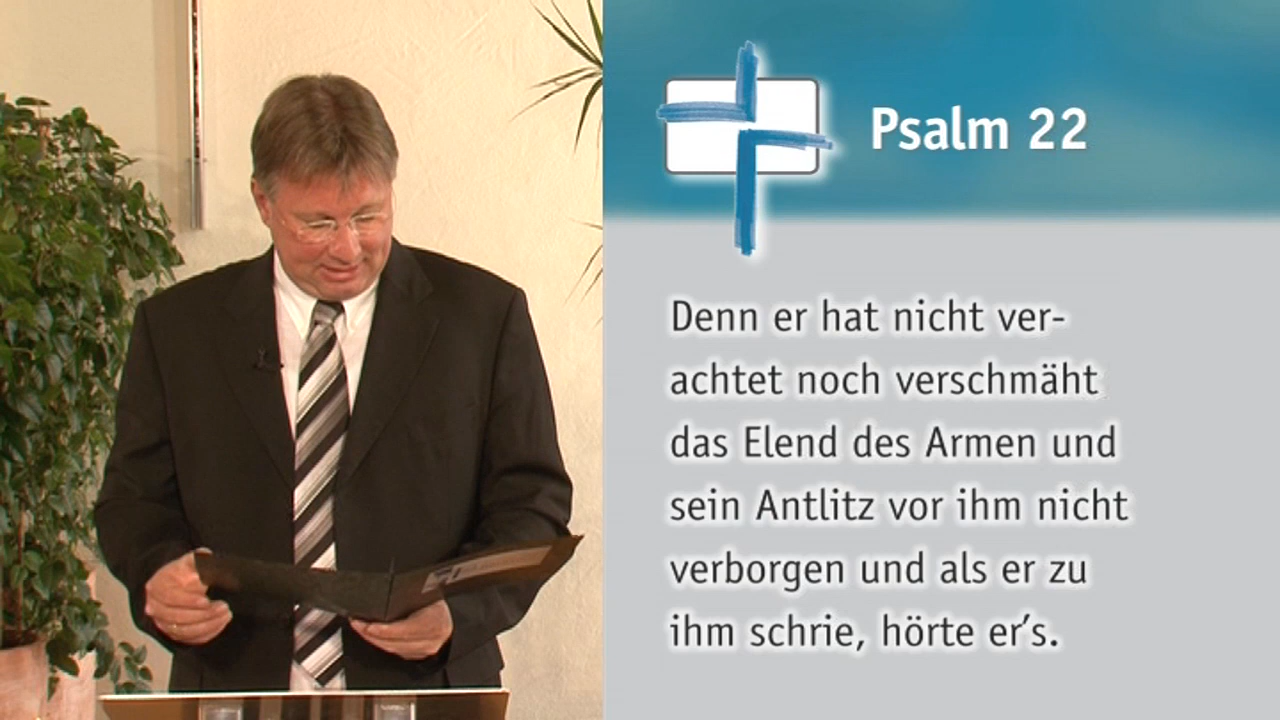 Psalm 22
Denn er hat nicht ver-
achtet noch verschmäht
das Elend des Armen und
sein Antlitz vor ihm nicht
verborgen und als er zu
ihm schrie, hörte er’s.